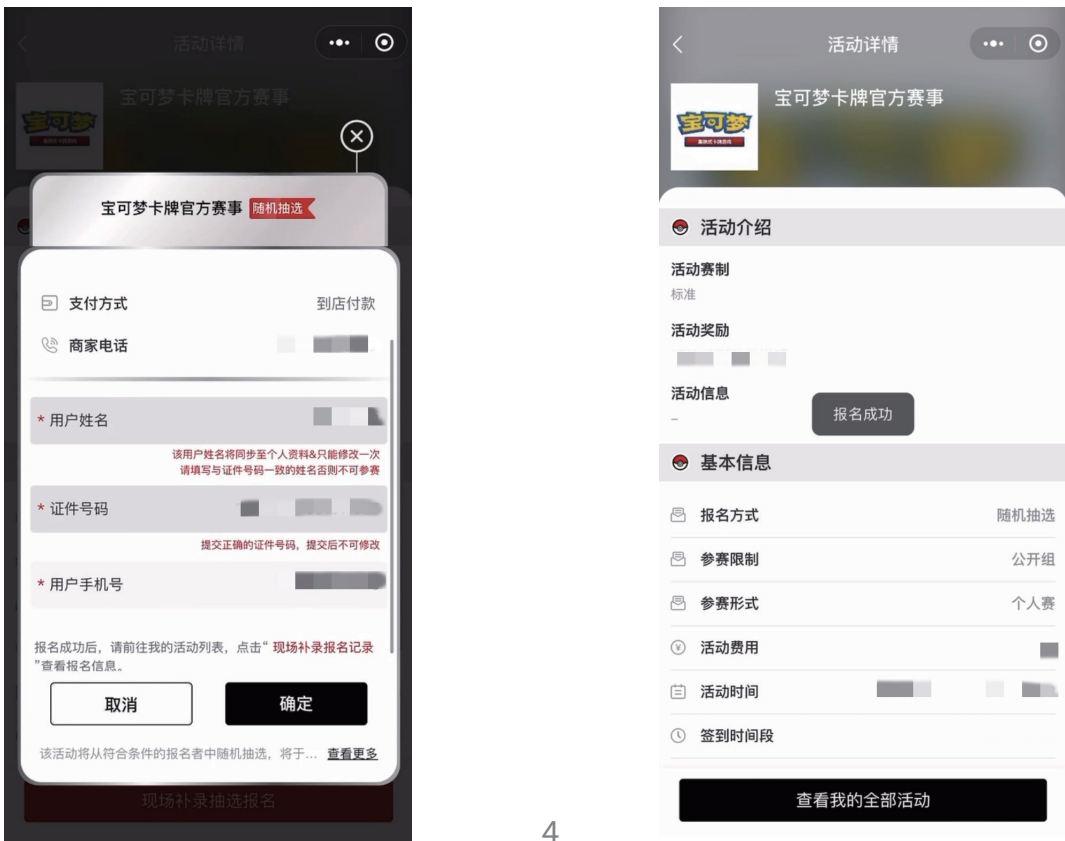 活动详情
宝可梦卡牌官方赛事
宝可梦
宝可梦卡牌官方赛事 随机抽选
支付方式 到店付款
商家电话
* 用户姓名
该用户姓名将同步至个人资料&只能修改一次
请填写与证件号码一致的姓名否则不可参赛
* 证件号码
提交正确的证件号码，提交后不可修改
* 用户手机号
报名成功后，请前往我的活动列表，点击“ 现场补录报名记录
”查看报名信息。
取消 确定
该活动将从符合条件的报名者中随机抽选，将于... 查看更多
现场补录抽选报名
活动详情
宝可梦卡牌官方赛事
宝可梦
活动介绍
活动赛制
标准
活动奖励
活动信息
–
报名成功
基本信息
报名方式 随机抽选
参赛限制 公开组
参赛形式 个人赛
活动费用
活动时间
签到时间段
查看我的全部活动
4